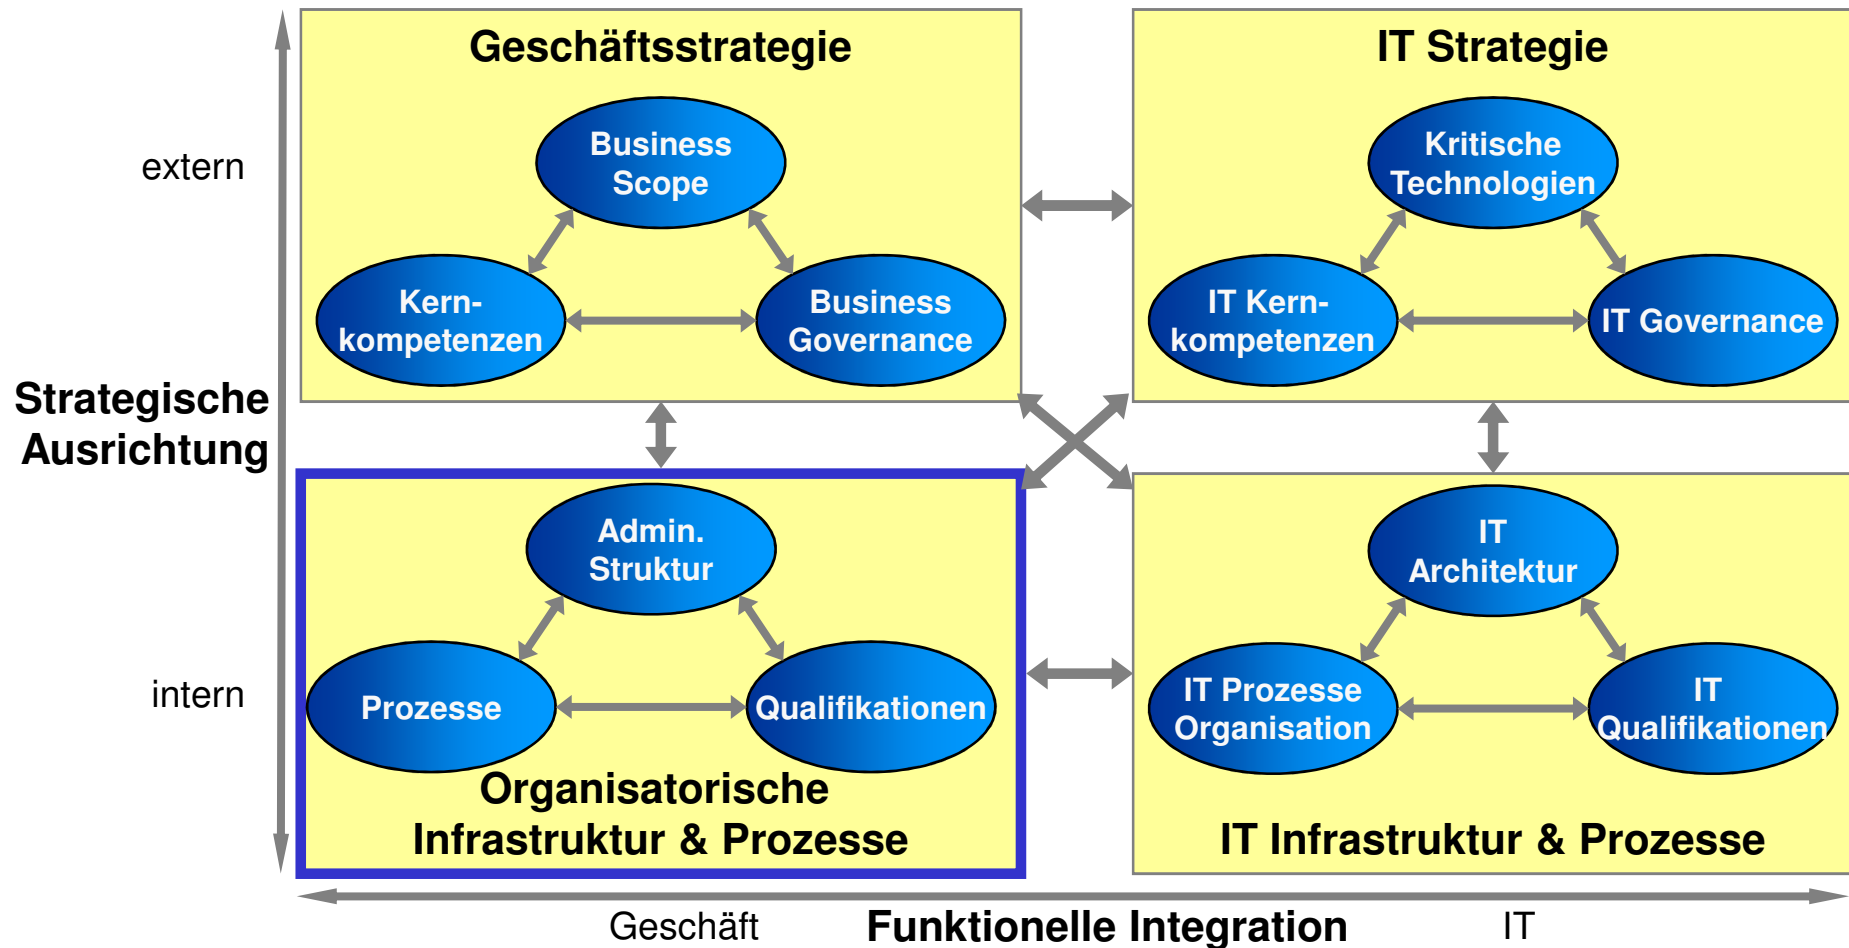 Geschäftsstrategie
Business
Scope
Kern-
kompetenzen
Business
Governance
IT Strategie
Kritische
Technologien
IT Kern-
kompetenzen
IT Governance
extern
Strategische
Ausrichtung
intern
Admin.
Struktur
Prozesse
Qualifikationen
Organisatorische
Infrastruktur & Prozesse
IT
Architektur
IT Prozesse
Organisation
IT
Qualifikationen
IT Infrastruktur & Prozesse
Geschäft
Funktionelle Integration
IT